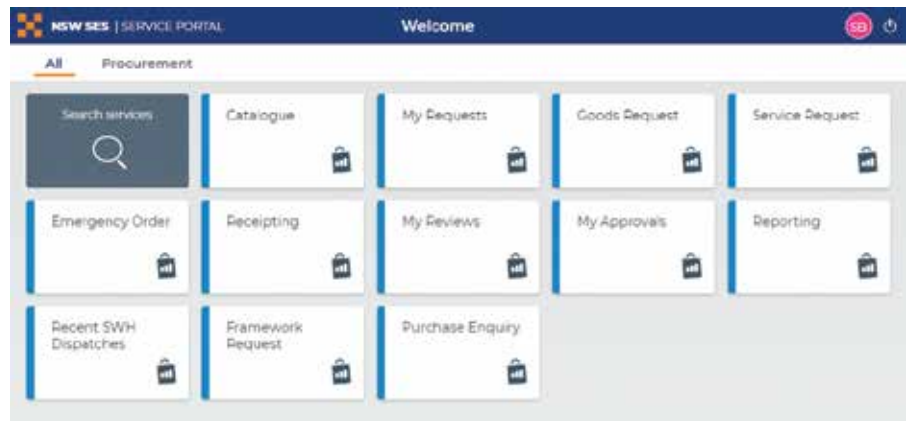 NSW SES | SERVICE PORTAL
Welcome
SB
All
Procurement
Search services
Catalogue
My Requests
Goods Request
Service Request
Emergency Order
Receipting
My Reviews
My Approvals
Reporting
Recent SWH
Dispatches
Framework
Request
Purchase Enquiry